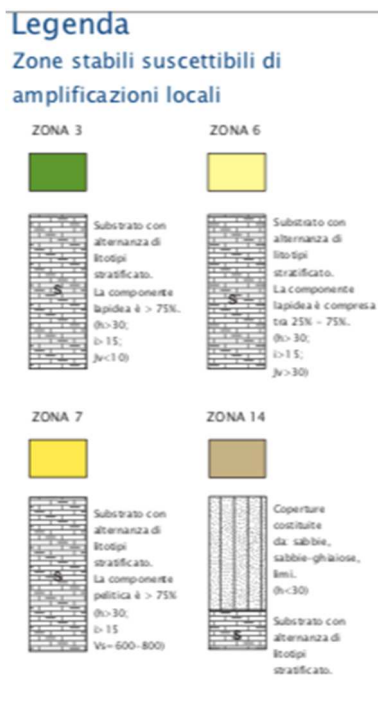 Legenda
Zone stabili suscettibili di
amplificazioni locali
ZONA 3
Substrato con
alternanza di
litotipi
stratificato.
La componente
lapidea è > 75%.
(h>30;
i>15;
Jv<10)
S
ZONA 6
Substrato con
alternanza di
litotipi
stratificato.
La componente
lapidea è compresa
tra 25% - 75%.
(h>30;
i>15;
Jv>30)
S
ZONA 7
Substrato con
alternanza di
litotipi
stratificato.
La componente
pelitica è > 75%
(h>30;
i>15
Vs=600-800)
S
ZONA 14
Coperture
costituite
da: sabbie,
sabbie-ghiaiose,
limi.
(h<30)
Substrato con
alternanza di
litotipi
stratificato.
S